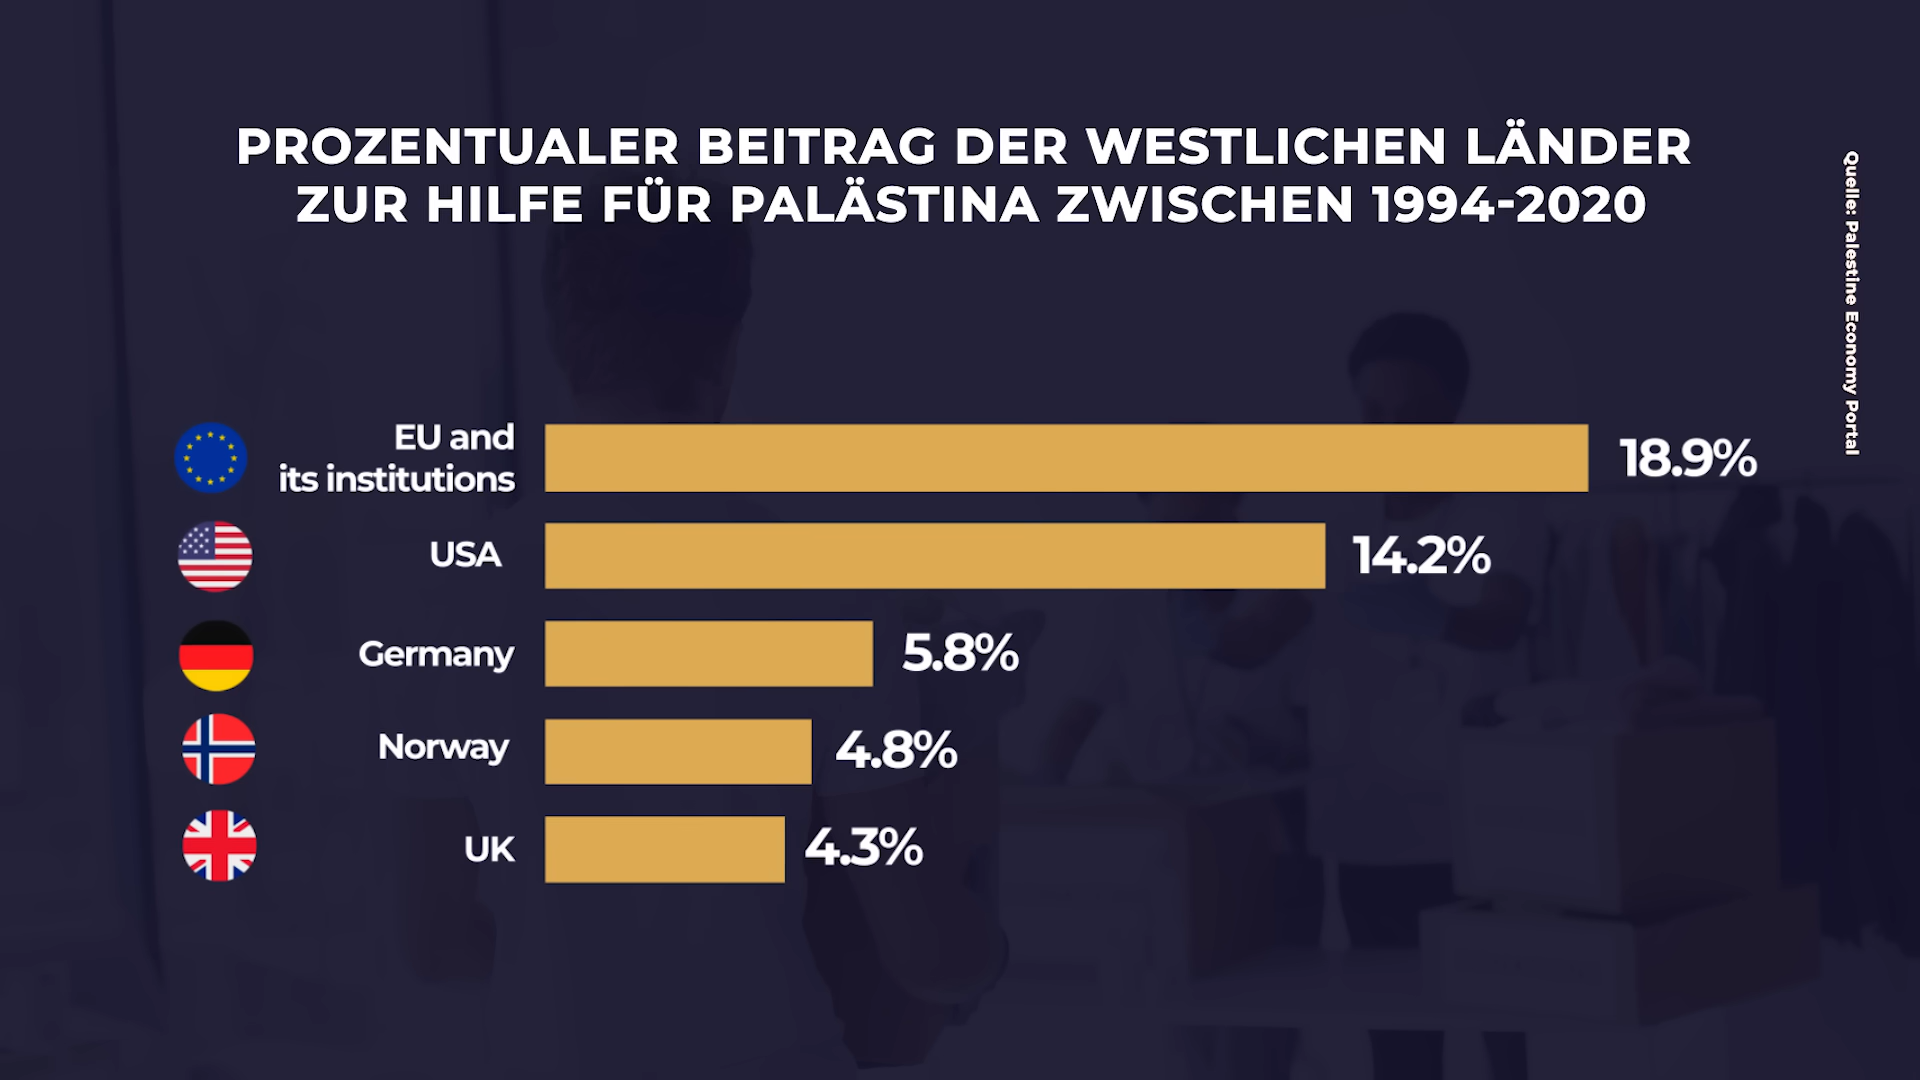 PROZENTUALER BEITRAG DER WESTLICHEN LÄNDER
ZUR HILFE FÜR PALÄSTINA ZWISCHEN 1994-2020
EU and
its institutions
18.9%
USA
14.2%
Germany
5.8%
Norway
4.8%
UK
4.3%
Quelle: Palestine Economy Portal